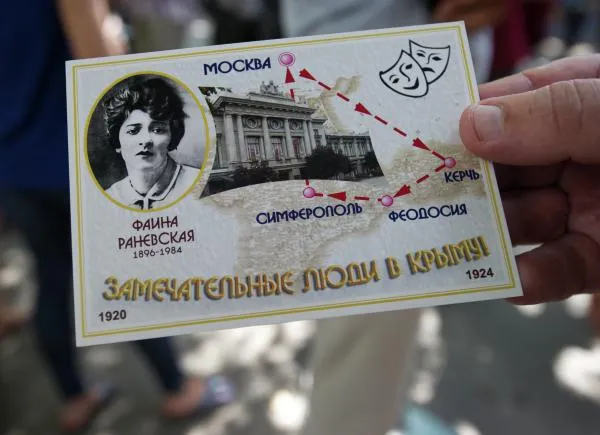 МОСКВА
КЕРЧЬ
СИМФЕРОПОЛЬ
ФЕОДОСИЯ
ФАИНА
РАНЕВСКАЯ
1896-1984
ЗАМЕЧАТЕЛЬНЫЕ ЛЮДИ В КРЫМУ!
1920
1924